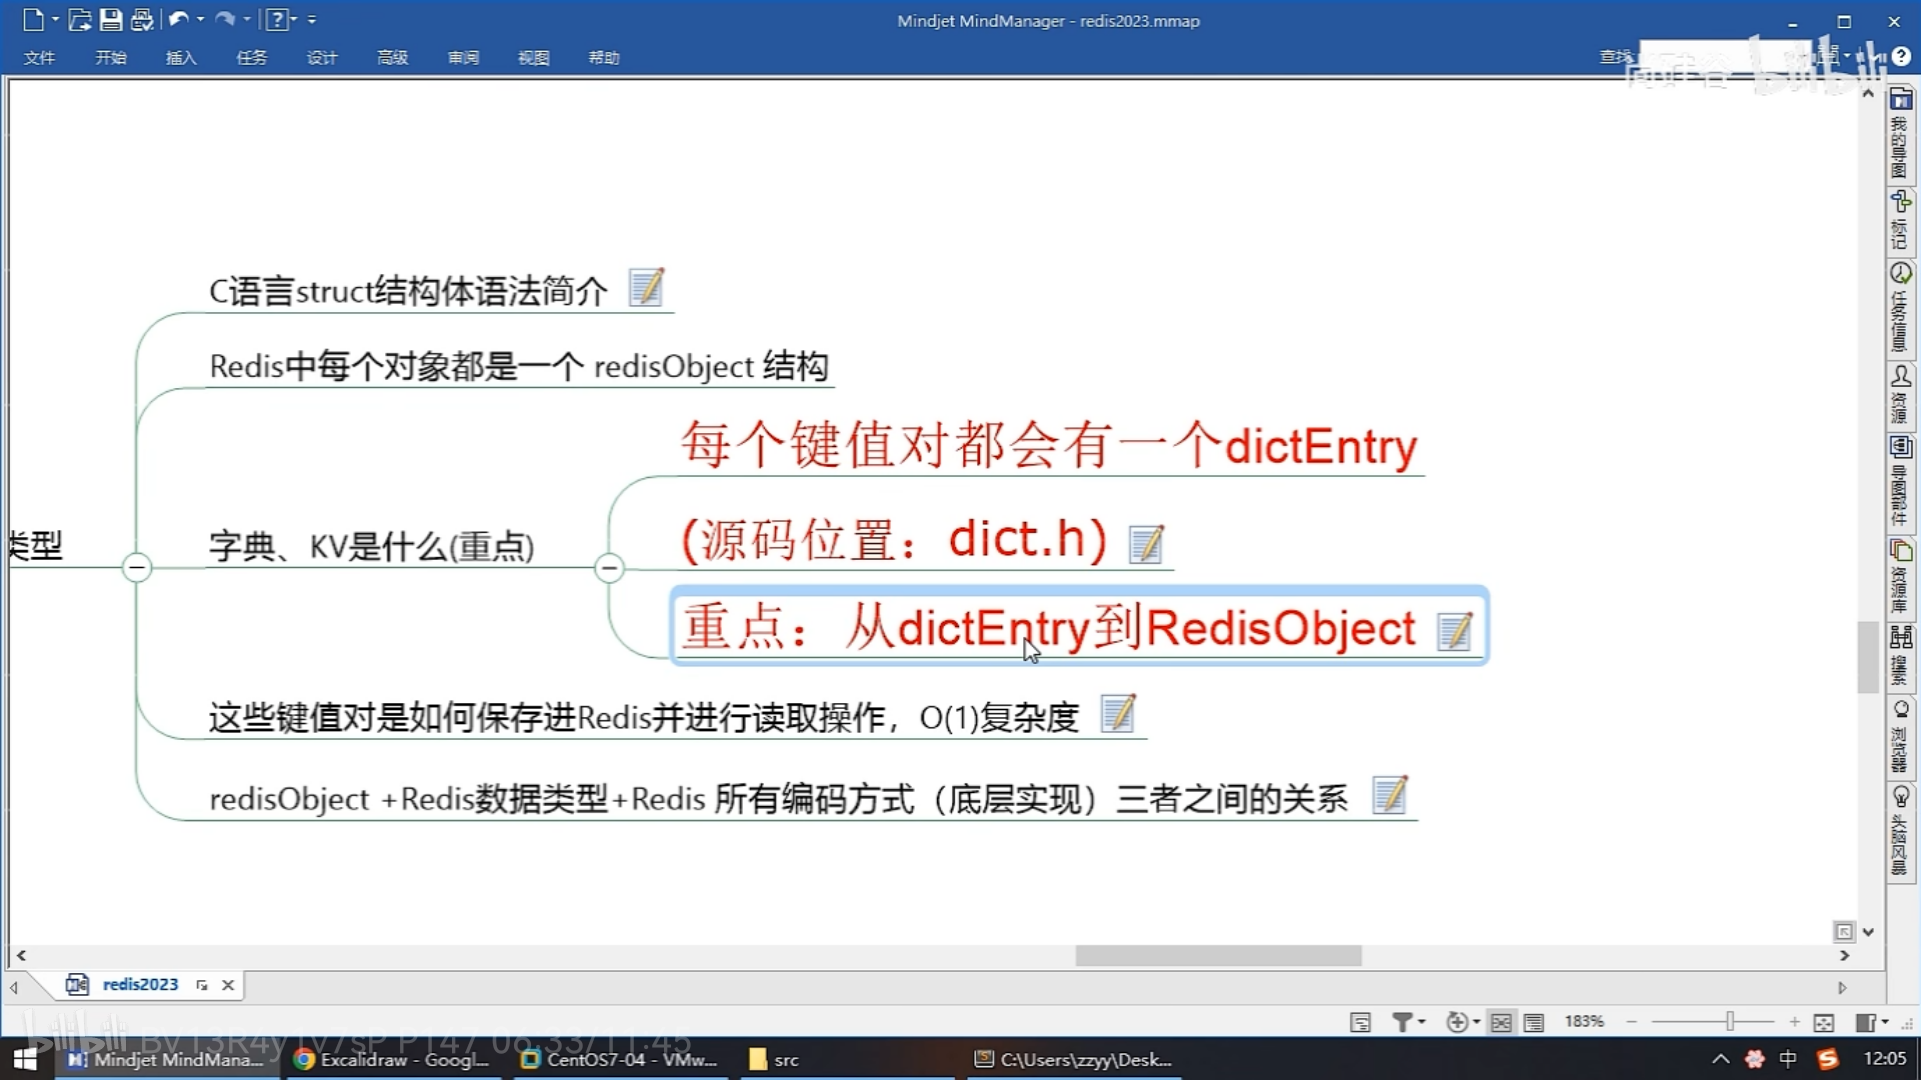 Mindjet MindManager - redis2023.mmap
文件 开始 插入 任务 设计 高级 审阅 视图 帮助
查找
bilibili
我的导图
标记
任务信息
资源
导图部件
资源库
搜索
浏览器
头脑风暴
C语言struct结构体语法简介
Redis中每个对象都是一个 redisObject 结构
每个键值对都会有一个dictEntry
(源码位置：dict.h)
类型
字典、KV是什么(重点)
重点： 从dictEntry到RedisObject
这些键值对是如何保存进Redis并进行读取操作，O(1)复杂度
redisObject +Redis数据类型+Redis 所有编码方式（底层实现）三者之间的关系
redis2023
183%
bilibili
06:33/11:45
Mindjet MindMana...
Excalidraw - Googl...
CentOS7-04 - VMw...
src
C:\Users\zzyy\Desk...
中
12:05